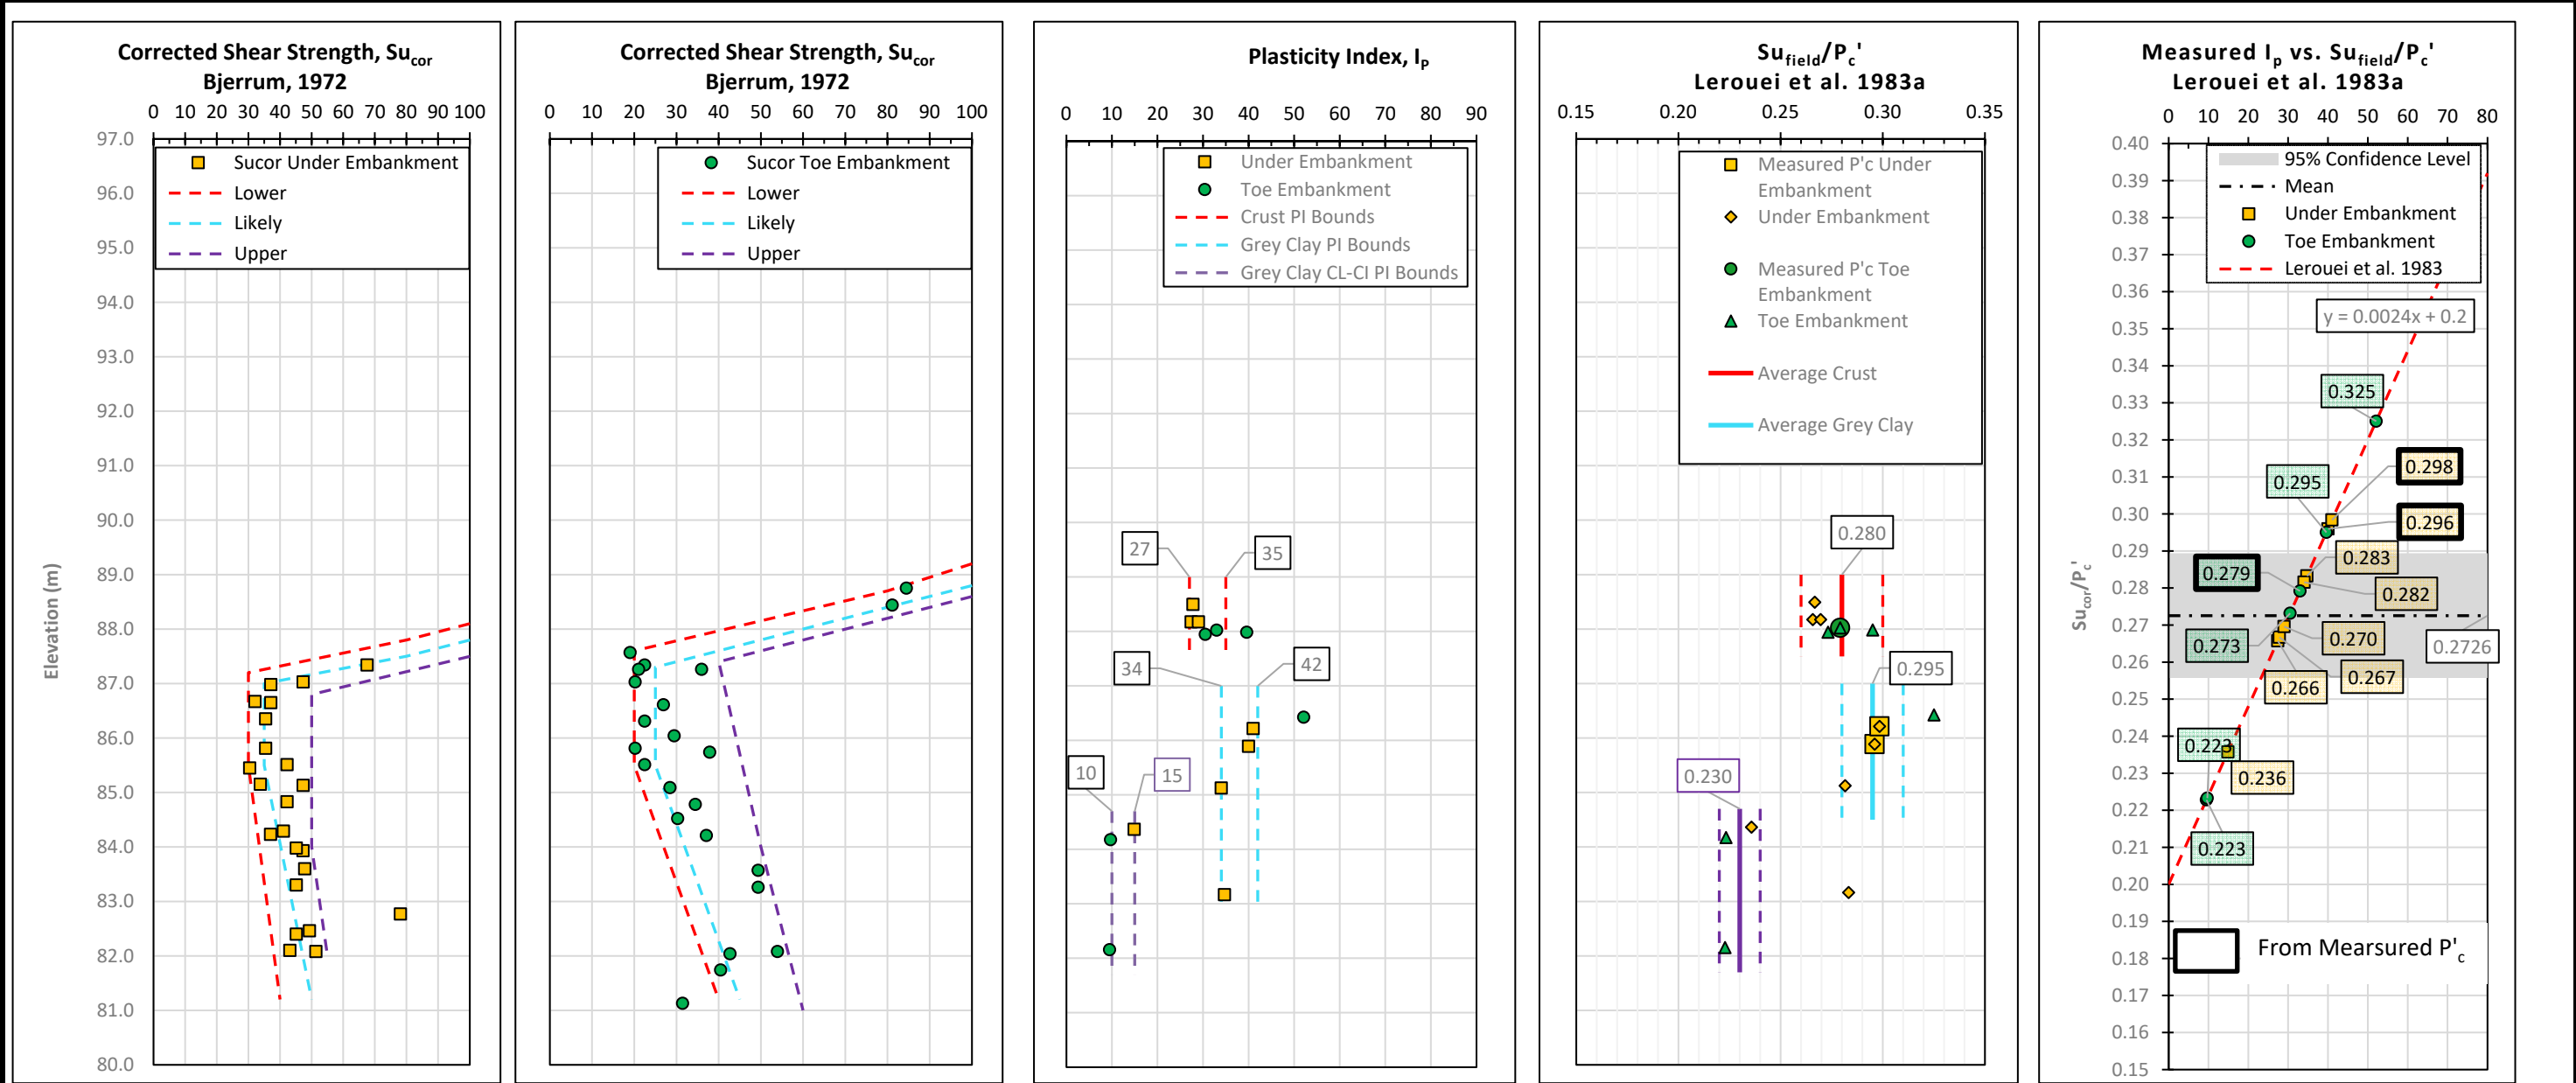 Corrected Shear Strength, Su_cor
Bjerrum, 1972
0 10 20 30 40 50 60 70 80 90 100
97.0
96.0
95.0
94.0
93.0
92.0
91.0
90.0
89.0
88.0
87.0
86.0
85.0
84.0
83.0
82.0
81.0
80.0
Elevation (m)
Sucor Under Embankment
Lower
Likely
Upper
Corrected Shear Strength, Su_cor
Bjerrum, 1972
0 10 20 30 40 50 60 70 80 90 100
Sucor Toe Embankment
Lower
Likely
Upper
Plasticity Index, I_P
0 10 20 30 40 50 60 70 80 90
Under Embankment
Toe Embankment
Crust PI Bounds
Grey Clay PI Bounds
Grey Clay CL-CI PI Bounds
27
35
34
42
10
15
Su_field/P_c'
Lerouei et al. 1983a
0.15 0.20 0.25 0.30 0.35
Measured P'c Under
Embankment
Under Embankment
Measured P'c Toe
Embankment
Toe Embankment
Average Crust
Average Grey Clay
0.280
0.295
0.230
Measured I_p vs. Su_field/P_c'
Lerouei et al. 1983a
0 10 20 30 40 50 60 70 80
0.40
0.39
0.38
0.37
0.36
0.35
0.34
0.33
0.32
0.31
0.30
0.29
0.28
0.27
0.26
0.25
0.24
0.23
0.22
0.21
0.20
0.19
0.18
0.17
0.16
0.15
Su_cor/P_c'
95% Confidence Level
Mean
Under Embankment
Toe Embankment
Lerouei et al. 1983
y = 0.0024x + 0.2
0.325
0.298
0.295
0.296
0.283
0.279
0.282
0.273
0.270
0.2726
0.267
0.266
0.223
0.236
0.223
From Mearsured P'_c